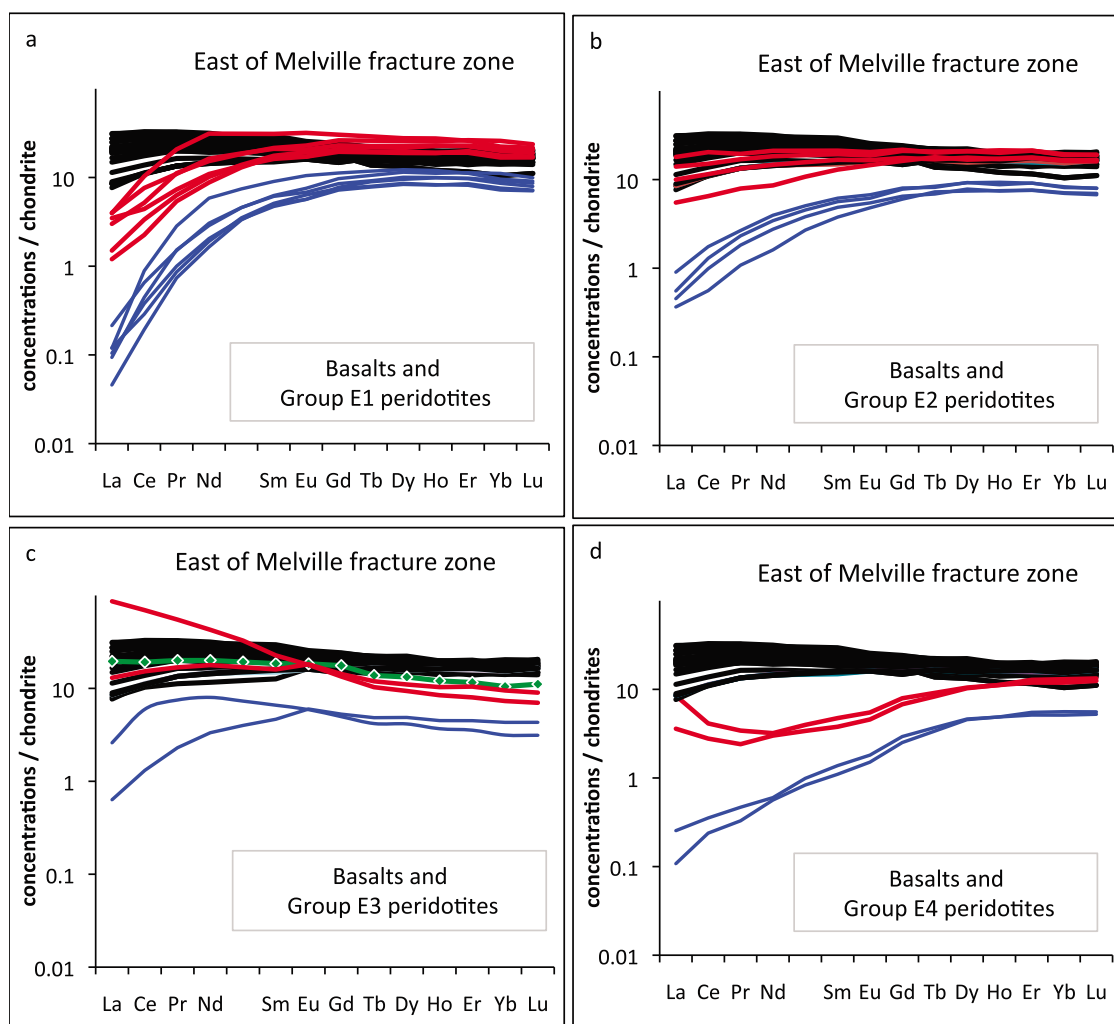 a
East of Melville fracture zone
concentrations / chondrite
10
1
0.1
0.01
Basalts and
Group E1 peridotites
La Ce Pr Nd Sm Eu Gd Tb Dy Ho Er Yb Lu
b
East of Melville fracture zone
concentrations / chondrite
10
1
0.1
0.01
Basalts and
Group E2 peridotites
La Ce Pr Nd Sm Eu Gd Tb Dy Ho Er Yb Lu
c
East of Melville fracture zone
concentrations / chondrite
10
1
0.1
0.01
Basalts and
Group E3 peridotites
La Ce Pr Nd Sm Eu Gd Tb Dy Ho Er Yb Lu
d
East of Melville fracture zone
concentrations / chondrites
10
1
0.1
0.01
Basalts and
Group E4 peridotites
La Ce Pr Nd Sm Eu Gd Tb Dy Ho Er Yb Lu